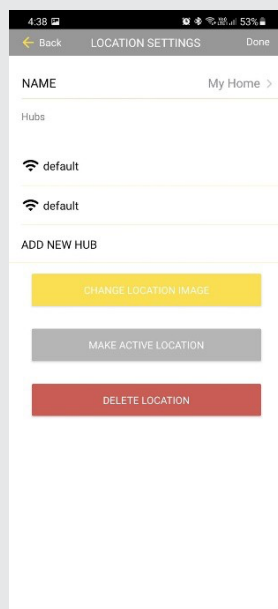 4:38 53%
Back LOCATION SETTINGS Done
NAME My Home >
Hubs
default
default
ADD NEW HUB
CHANGE LOCATION IMAGE
MAKE ACTIVE LOCATION
DELETE LOCATION